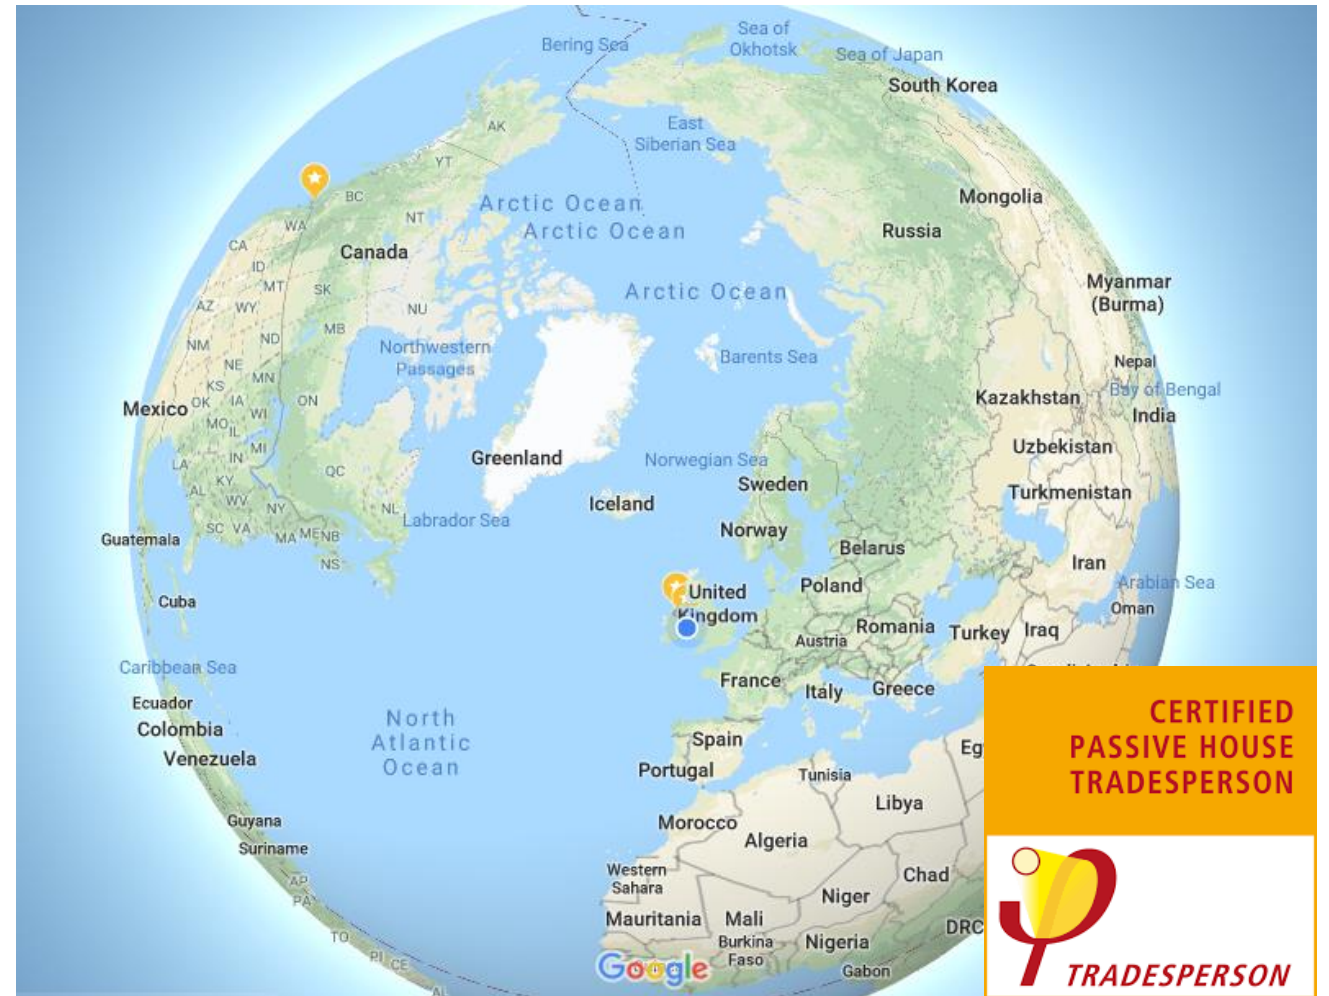 Bering Sea
Sea of
Okhotsk
Sea of Japan
South Korea
AK
East
Siberian Sea
YT
BC
NT
Arctic Ocean
Arctic Ocean
Mongolia
WA
Canada
Russia
CA
ID
MT
SK
Arctic Ocean
Myanmar
(Burma)
AZ
WY
NU
MB
ND
NM
Northwestern
Passages
Barents Sea
Nepal
NE
MN
KS
Bay of Bengal
Mexico
OK
IA
WI
ON
Kazakhstan
India
MO
IL
MI
Uzbekistan
IN
LA
Greenland
Norwegian Sea
QC
KY
Sweden
AL
WV
Turkmenistan
NY
NL
Iceland
Labrador Sea
SC
VA
MA
ME
NB
Norway
Guatemala
Belarus
NS
Iran
Arabian Sea
United
Kingdom
Poland
Cuba
Oman
Romania
Turkey
Iraq
Austria
Caribbean Sea
France
Italy
Greece
Ecuador
Colombia
North
Atlantic
Ocean
Venezuela
Spain
Portugal
Tunisia
Eg
Libya
Guyana
Morocco
Algeria
Suriname
Western
Sahara
Chad
AP
PA
Niger
Mauritania
Mali
DRC
TO
Burkina
Faso
Nigeria
PI
CE
Google
Gabon
AL
CERTIFIED
PASSIVE HOUSE
TRADESPERSON
TRADESPERSON